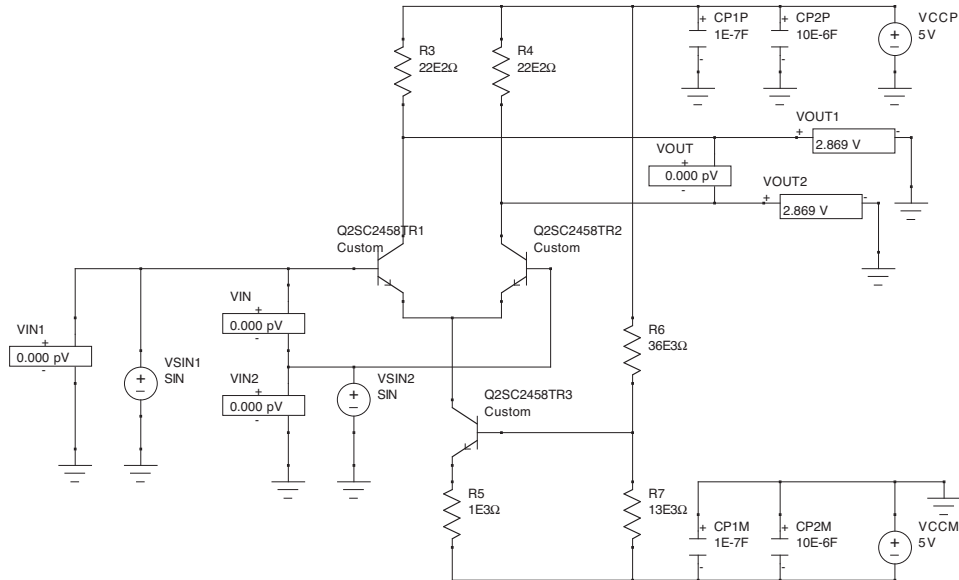 CP1P
1E-7F
CP2P
10E-6F
VCCP
5V
R3
22E2Ω
R4
22E2Ω
VOUT1
2.869 V
VOUT
0.000 pV
VOUT2
2.869 V
Q2SC2458TR1
Custom
Q2SC2458TR2
Custom
VIN1
0.000 pV
VSIN1
SIN
VIN
0.000 pV
VIN2
0.000 pV
VSIN2
SIN
R6
36E3Ω
Q2SC2458TR3
Custom
R5
1E3Ω
R7
13E3Ω
CP1M
1E-7F
CP2M
10E-6F
VCCM
5V